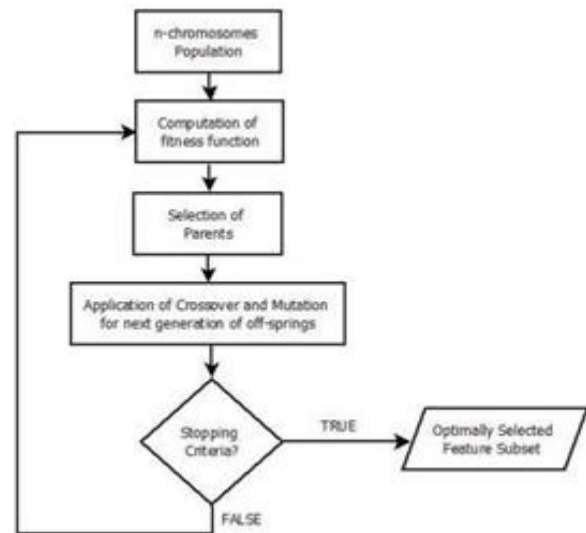 n-chromosomes
Population
Computation of
fitness function
Selection of
Parents
Application of Crossover and Mutation
for next generation of off-springs
Stopping
Criteria?
TRUE
Optimally Selected
Feature Subset
FALSE